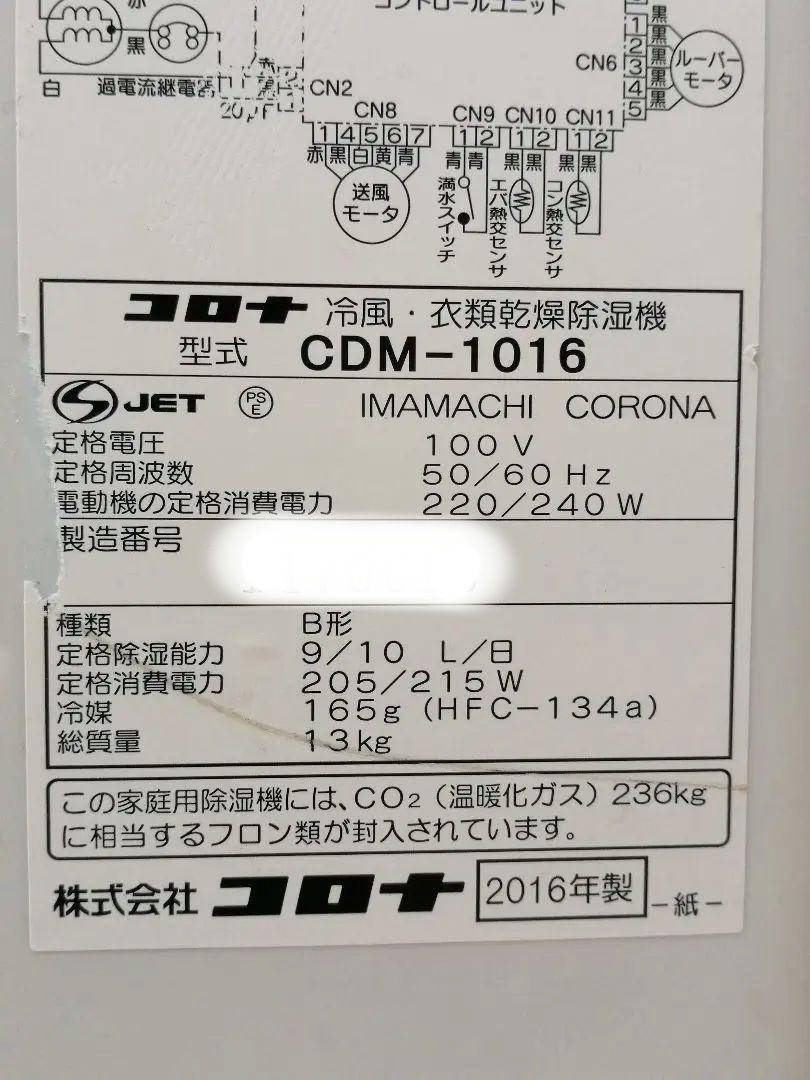 コントロールユニット
赤
黒
白
過電流継電器
赤
黒
20μF
CN2
CN6
1 黒
2 黒
3 黒
4 黒
5 黒
ルーバー
モータ
CN8
1 4 5 6 7
赤 黒 白 黄 青
送風
モータ
CN9 CN10 CN11
1 2 1 2 1 2
青 青 黒 黒 黒 黒
満水スイッチ
エバ熱交センサ
コン熱交センサ
コロナ 冷風・衣類乾燥除湿機
型式 CDM-1016
S JET PS E IMAMACHI CORONA
定格電圧 100 V
定格周波数 50/60 Hz
電動機の定格消費電力 220/240 W
製造番号
種類 B形
定格除湿能力 9/10 L/日
定格消費電力 205/215 W
冷媒 165g (HFC-134a)
総質量 13kg
この家庭用除湿機には、CO2(温暖化ガス)236kg
に相当するフロン類が封入されています。
株式会社 コロナ 2016年製 -紙-